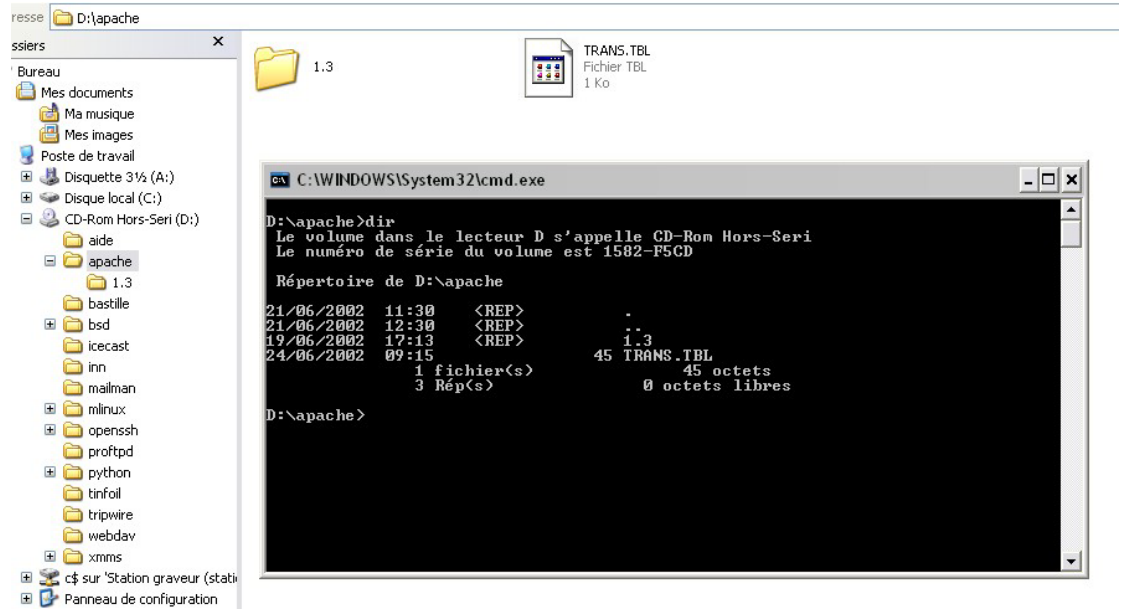 resse D:\apache
ssiers x
Bureau
Mes documents
Ma musique
Mes images
Poste de travail
Disquette 3½ (A:)
Disque local (C:)
CD-Rom Hors-Seri (D:)
aide
apache
1.3
bastille
bsd
icecast
inn
mailman
mlinux
openssh
proftpd
python
tinfoil
tripwire
webdav
xmms
c$ sur 'Station graveur (stati
Panneau de configuration
1.3
TRANS.TBL
Fichier TBL
1 Ko
C:\WINDOWS\System32\cmd.exe
D:\apache>dir
Le volume dans le lecteur D s'appelle CD-Rom Hors-Seri
Le numéro de série du volume est 1582-F5CD
Répertoire de D:\apache
21/06/2002 11:30 <REP> .
21/06/2002 12:30 <REP> ..
19/06/2002 17:13 <REP> 1.3
24/06/2002 09:15 45 TRANS.TBL
1 fichier(s) 45 octets
3 Rép(s) 0 octets libres
D:\apache>